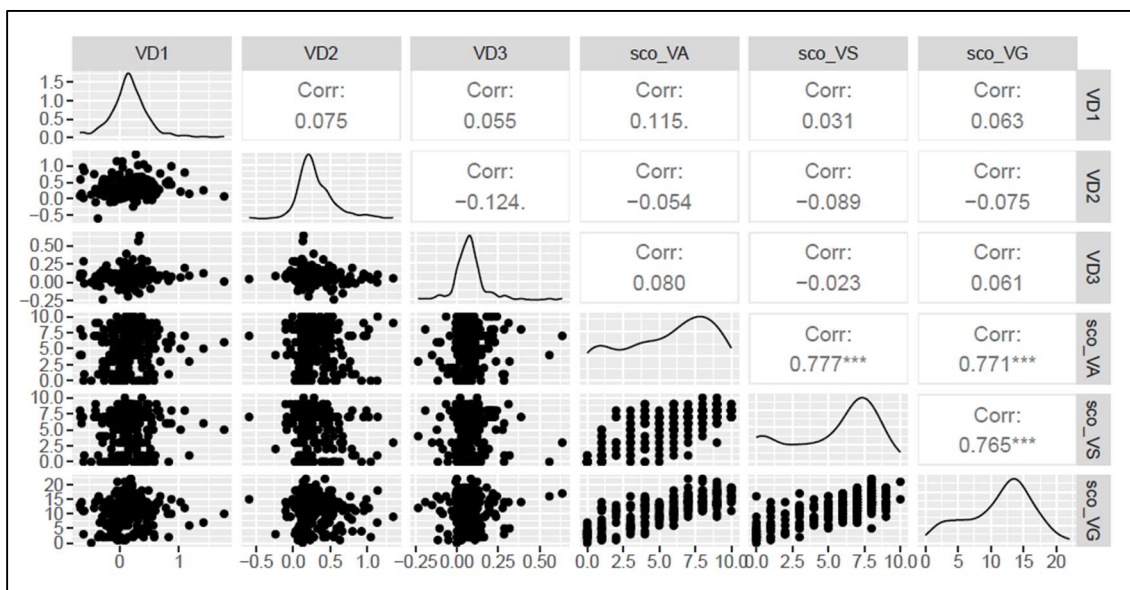 VD1 VD2 VD3 sco_VA sco_VS sco_VG
1.5
1.0
0.5
0.0
Corr:
0.075
Corr:
0.055
Corr:
0.115.
Corr:
0.031
Corr:
0.063
VD1
1.0
0.5
0.0
−0.5
Corr:
−0.124.
Corr:
−0.054
Corr:
−0.089
Corr:
−0.075
VD2
0.50
0.25
0.00
−0.25
Corr:
0.080
Corr:
−0.023
Corr:
0.061
VD3
10.0
7.5
5.0
2.5
0.0
Corr:
0.777***
Corr:
0.771***
sco_VA
10.0
7.5
5.0
2.5
0.0
Corr:
0.765***
sco_VS
20
15
10
5
0
sco_VG
0 1
−0.5 0.0 0.5 1.0
−0.25 0.00 0.25 0.50
0.0 2.5 5.0 7.5 10.0
0.0 2.5 5.0 7.5 10.0
0 5 10 15 20